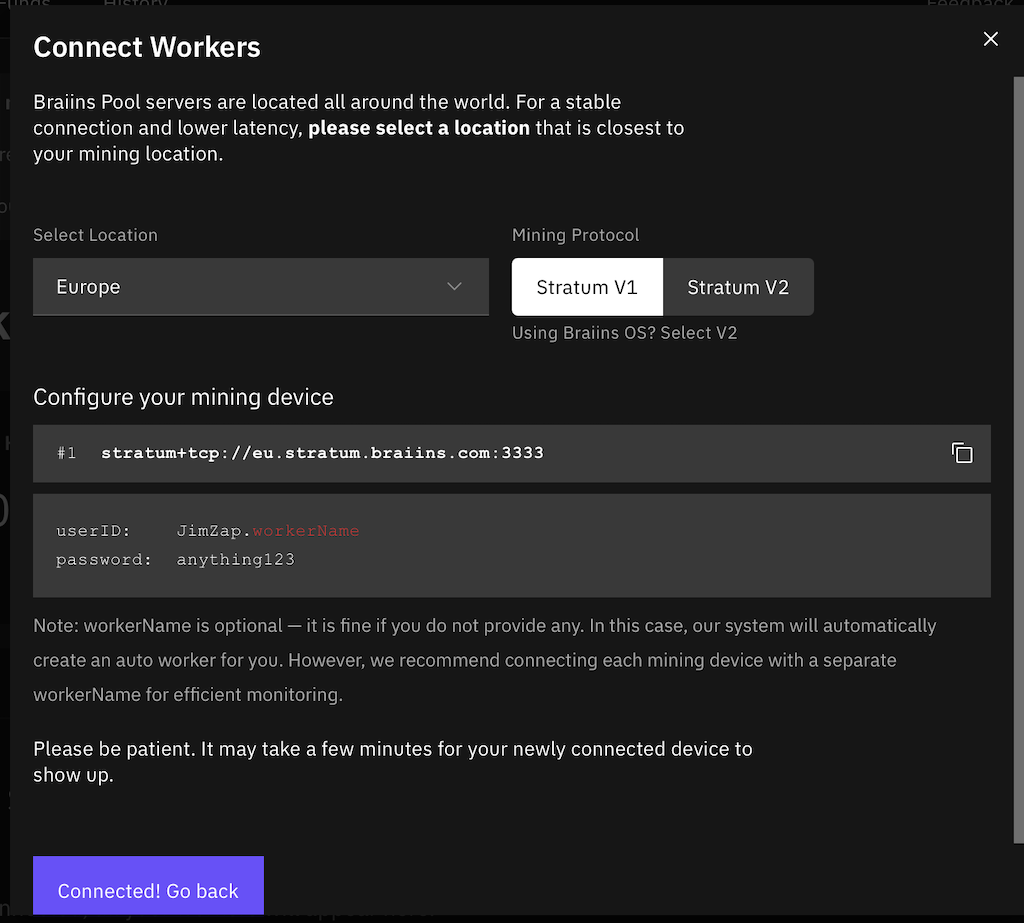 History
Feedback
Connect Workers
Braiins Pool servers are located all around the world. For a stable
connection and lower latency, please select a location that is closest to
your mining location.
Select Location
Mining Protocol
Europe
Stratum V1
Stratum V2
Using Braiins OS? Select V2
Configure your mining device
#1 stratum+tcp://eu.stratum.braiins.com:3333
userID: JimZap.workerName
password: anything123
Note: workerName is optional — it is fine if you do not provide any. In this case, our system will automatically
create an auto worker for you. However, we recommend connecting each mining device with a separate
workerName for efficient monitoring.
Please be patient. It may take a few minutes for your newly connected device to
show up.
Connected! Go back